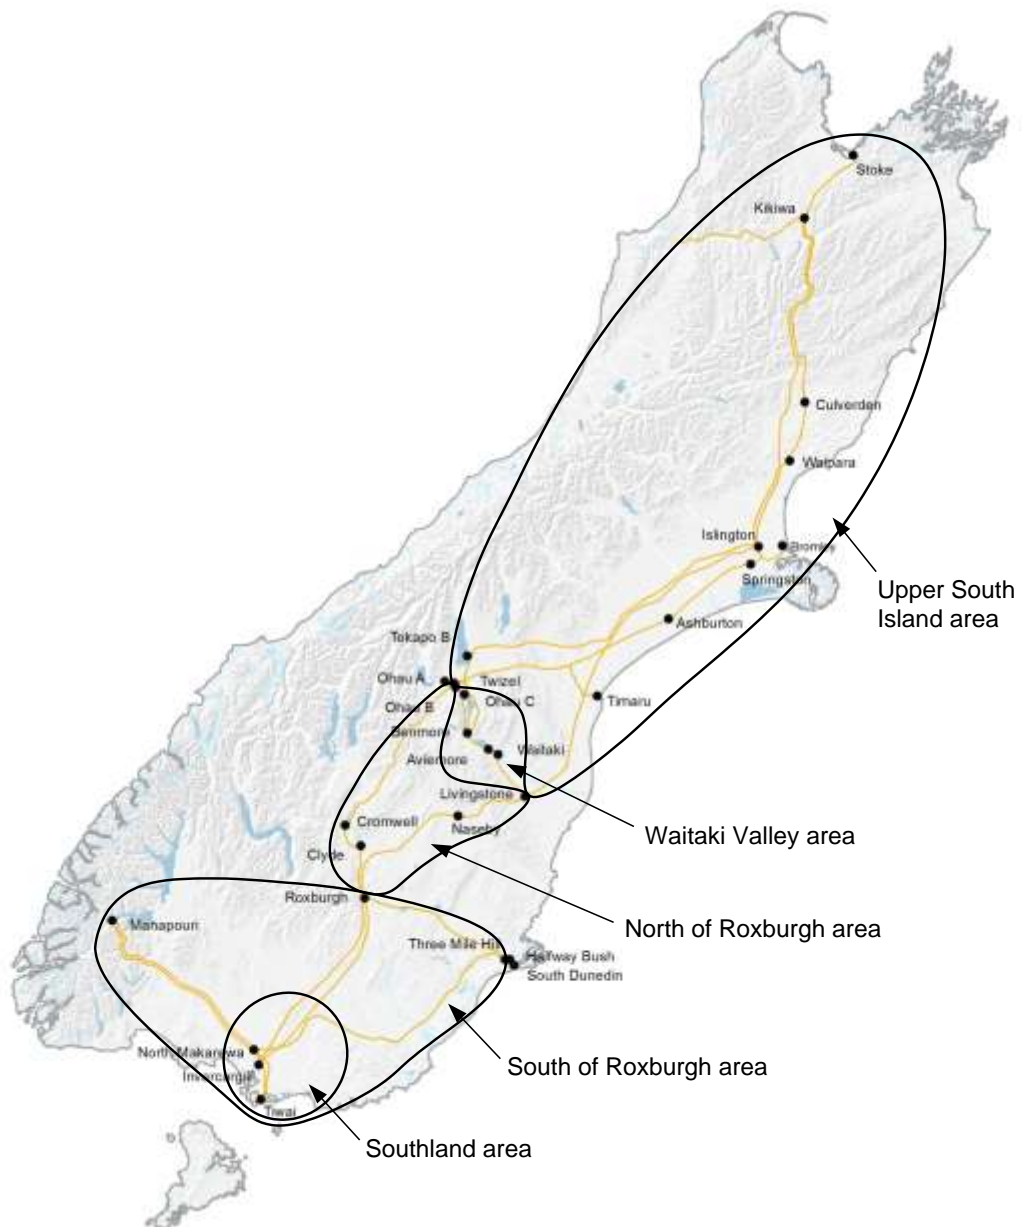 Stoke
Kikiwa
Culverden
Waipara
Islington
Bromley
Springston
Upper South
Island area
Ashburton
Tekapo B
Ohau A
Twizel
Ohau B
Ohau C
Timaru
Benmore
Waitaki
Aviemore
Livingstone
Cromwell
Naseby
Waitaki Valley area
Clyde
Roxburgh
Manapouri
North of Roxburgh area
Three Mile Hill
Halfway Bush
South Dunedin
North Makarewa
Invercargill
South of Roxburgh area
Tiwai
Southland area